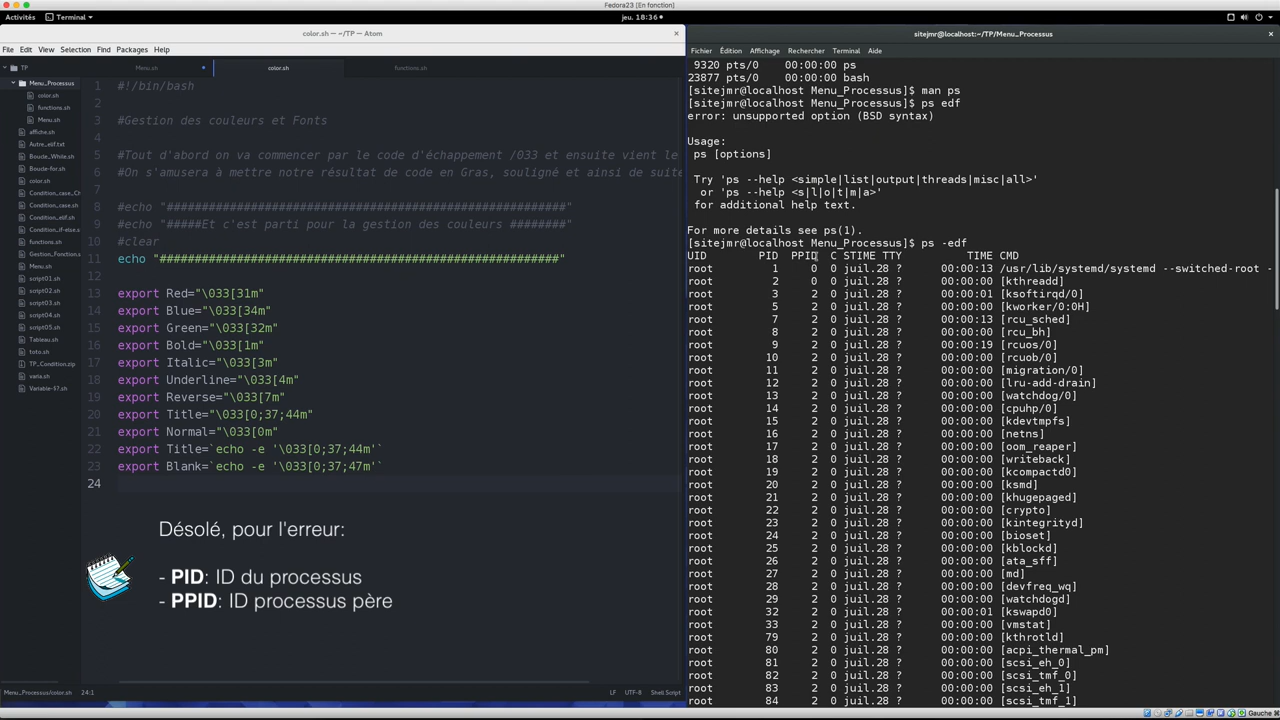 Fedora23 [En fonction]
Activités
Terminal
jeu. 18:36
color.sh — ~/TP — Atom
File Edit View Selection Find Packages Help
TP
Menu_Processus
color.sh
functions.sh
Menu.sh
affiche.sh
Autre_elif.txt
Boucle_While.sh
Boucle-for.sh
color.sh
Condition_case_Ch
Condition_case.sh
Condition_elif.sh
Condition_if-else.s
functions.sh
Gestion_Fonction.s
Menu.sh
script01.sh
script02.sh
script03.sh
script04.sh
script05.sh
Tableau.sh
toto.sh
TP_Condition.zip
varia.sh
Variable-S?.sh
Menu.sh
color.sh
functions.sh
1 #!/bin/bash
2
3 #Gestion des couleurs et Fonts
4
5 #Tout d'abord on va commencer par le code d'échappement /033 et ensuite vient le
6 #On s'amusera à mettre notre résultat de code en Gras, souligné et ainsi de suite
7
8 #echo "#########################################################"
9 #echo "#####Et c'est parti pour la gestion des couleurs ########"
10 #clear
11 echo "#########################################################"
12
13 export Red="\033[31m"
14 export Blue="\033[34m"
15 export Green="\033[32m"
16 export Bold="\033[1m"
17 export Italic="\033[3m"
18 export Underline="\033[4m"
19 export Reverse="\033[7m"
20 export Title="\033[0;37;44m"
21 export Normal="\033[0m"
22 export Title=`echo -e '\033[0;37;44m'`
23 export Blank=`echo -e '\033[0;37;47m'`
24
Désolé, pour l'erreur:
- PID: ID du processus
- PPID: ID processus père
Menu_Processus/color.sh 24:1
LF UTF-8 Shell Script
sitejmr@localhost:~/TP/Menu_Processus
Fichier Édition Affichage Rechercher Terminal Aide
9320 pts/0 00:00:00 ps
23877 pts/0 00:00:00 bash
[sitejmr@localhost Menu_Processus]$ man ps
[sitejmr@localhost Menu_Processus]$ ps edf
error: unsupported option (BSD syntax)
Usage:
ps [options]
Try 'ps --help <simple|list|output|threads|misc|all>'
or 'ps --help <s|l|o|t|m|a>'
for additional help text.
For more details see ps(1).
[sitejmr@localhost Menu_Processus]$ ps -edf
UID PID PPID C STIME TTY TIME CMD
root 1 0 0 juil.28 ? 00:00:13 /usr/lib/systemd/systemd --switched-root -
root 2 0 0 juil.28 ? 00:00:00 [kthreadd]
root 3 2 0 juil.28 ? 00:00:01 [ksoftirqd/0]
root 5 2 0 juil.28 ? 00:00:00 [kworker/0:0H]
root 7 2 0 juil.28 ? 00:00:13 [rcu_sched]
root 8 2 0 juil.28 ? 00:00:00 [rcu_bh]
root 9 2 0 juil.28 ? 00:00:19 [rcuos/0]
root 10 2 0 juil.28 ? 00:00:00 [rcuob/0]
root 11 2 0 juil.28 ? 00:00:00 [migration/0]
root 12 2 0 juil.28 ? 00:00:00 [lru-add-drain]
root 13 2 0 juil.28 ? 00:00:00 [watchdog/0]
root 14 2 0 juil.28 ? 00:00:00 [cpuhp/0]
root 15 2 0 juil.28 ? 00:00:00 [kdevtmpfs]
root 16 2 0 juil.28 ? 00:00:00 [netns]
root 17 2 0 juil.28 ? 00:00:00 [oom_reaper]
root 18 2 0 juil.28 ? 00:00:00 [writeback]
root 19 2 0 juil.28 ? 00:00:00 [kcompactd0]
root 20 2 0 juil.28 ? 00:00:00 [ksmd]
root 21 2 0 juil.28 ? 00:00:00 [khugepaged]
root 22 2 0 juil.28 ? 00:00:00 [crypto]
root 23 2 0 juil.28 ? 00:00:00 [kintegrityd]
root 24 2 0 juil.28 ? 00:00:00 [bioset]
root 25 2 0 juil.28 ? 00:00:00 [kblockd]
root 26 2 0 juil.28 ? 00:00:00 [ata_sff]
root 27 2 0 juil.28 ? 00:00:00 [md]
root 28 2 0 juil.28 ? 00:00:00 [devfreq_wq]
root 29 2 0 juil.28 ? 00:00:00 [watchdogd]
root 32 2 0 juil.28 ? 00:00:01 [kswapd0]
root 33 2 0 juil.28 ? 00:00:00 [vmstat]
root 79 2 0 juil.28 ? 00:00:00 [kthrotld]
root 80 2 0 juil.28 ? 00:00:00 [acpi_thermal_pm]
root 81 2 0 juil.28 ? 00:00:00 [scsi_eh_0]
root 82 2 0 juil.28 ? 00:00:00 [scsi_tmf_0]
root 83 2 0 juil.28 ? 00:00:00 [scsi_eh_1]
root 84 2 0 juil.28 ? 00:00:00 [scsi_tmf_1]
Gauche ⌘